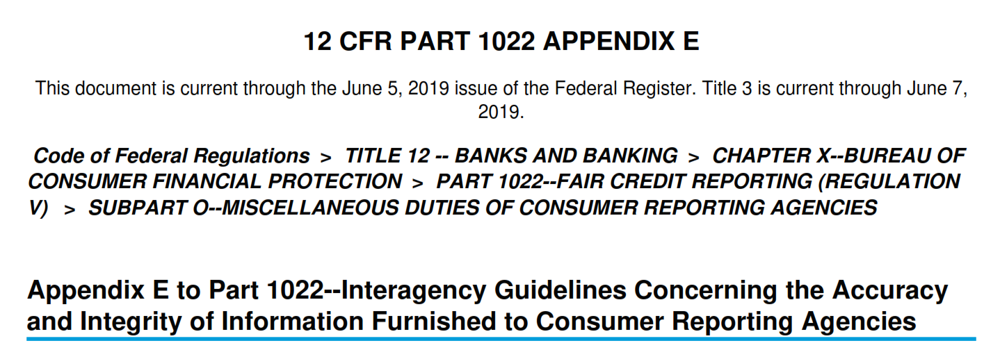 12 CFR PART 1022 APPENDIX E
This document is current through the June 5, 2019 issue of the Federal Register. Title 3 is current through June 7,
2019.
Code of Federal Regulations > TITLE 12 -- BANKS AND BANKING > CHAPTER X--BUREAU OF
CONSUMER FINANCIAL PROTECTION > PART 1022--FAIR CREDIT REPORTING (REGULATION
V) > SUBPART O--MISCELLANEOUS DUTIES OF CONSUMER REPORTING AGENCIES
Appendix E to Part 1022--Interagency Guidelines Concerning the Accuracy
and Integrity of Information Furnished to Consumer Reporting Agencies